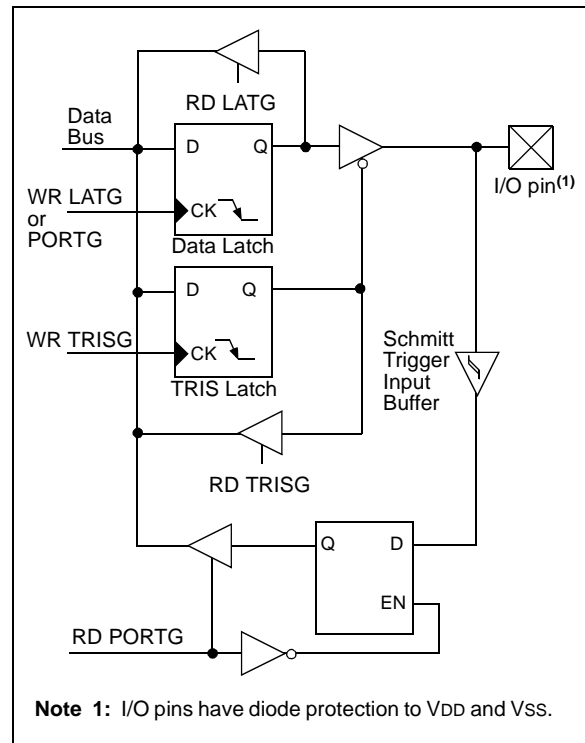 RD LATG
Data
Bus
D Q
WR LATG
or
PORTG
CK
Data Latch
I/O pin(1)
D Q
WR TRISG
CK
TRIS Latch
Schmitt
Trigger
Input
Buffer
RD TRISG
Q D
EN
RD PORTG
Note 1: I/O pins have diode protection to VDD and VSS.